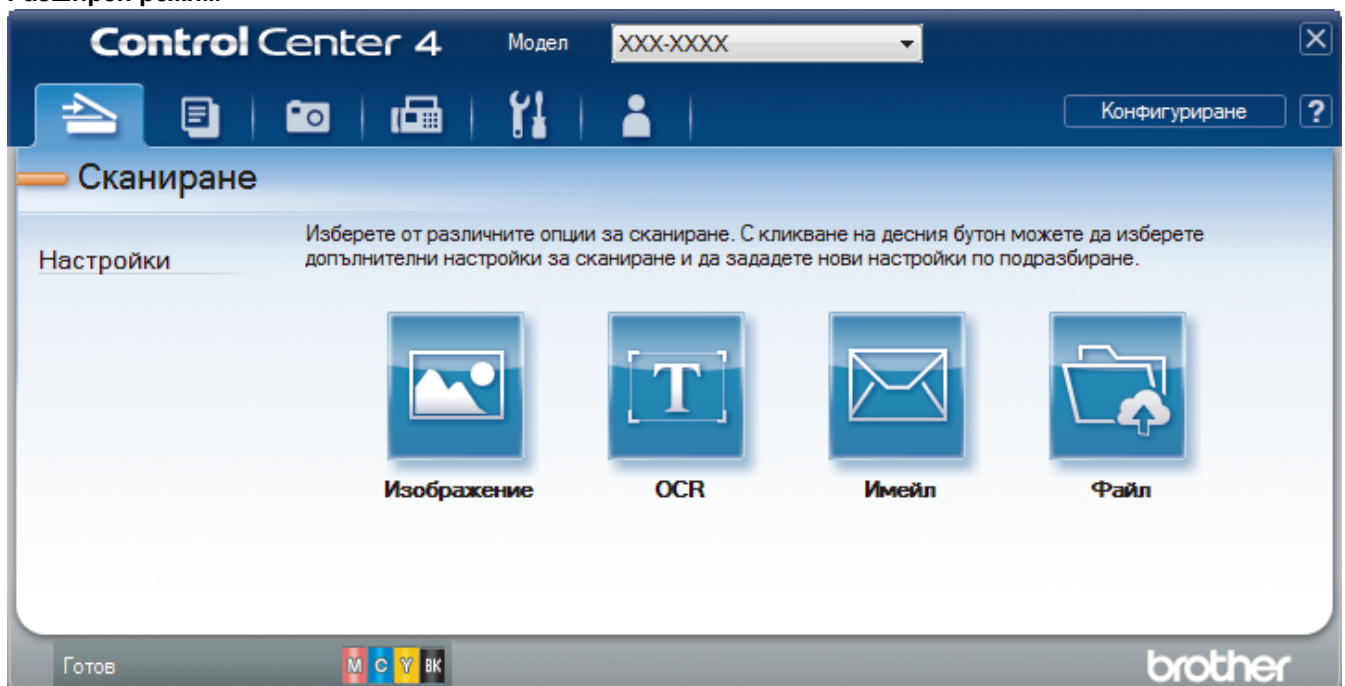 ControlCenter 4 Модел XXX-XXXX
Конфигуриране ?
Сканиране
Настройки
Изберете от различните опции за сканиране. С кликване на десния бутон можете да изберете
допълнителни настройки за сканиране и да зададете нови настройки по подразбиране.
T
Изображение OCR Имейл Файл
Готов M C Y BK brother